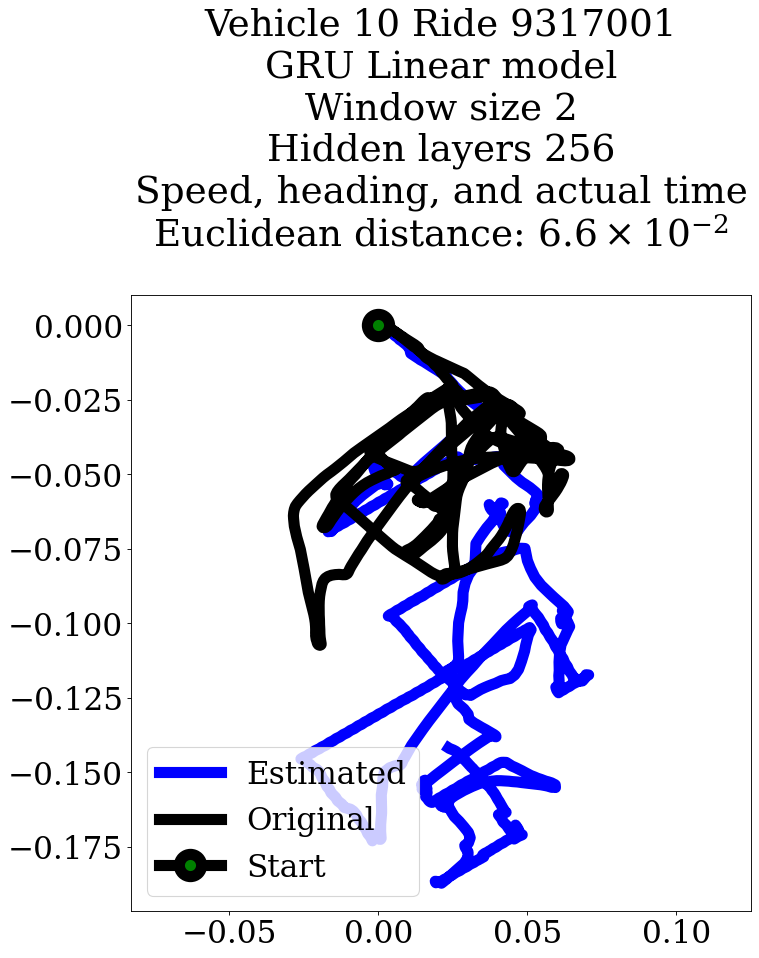 Vehicle 10 Ride 9317001
GRU Linear model
Window size 2
Hidden layers 256
Speed, heading, and actual time
Euclidean distance: 6.6 × 10⁻²
0.000
−0.025
−0.050
−0.075
−0.100
−0.125
−0.150
−0.175
Estimated
Original
Start
−0.05 0.00 0.05 0.10